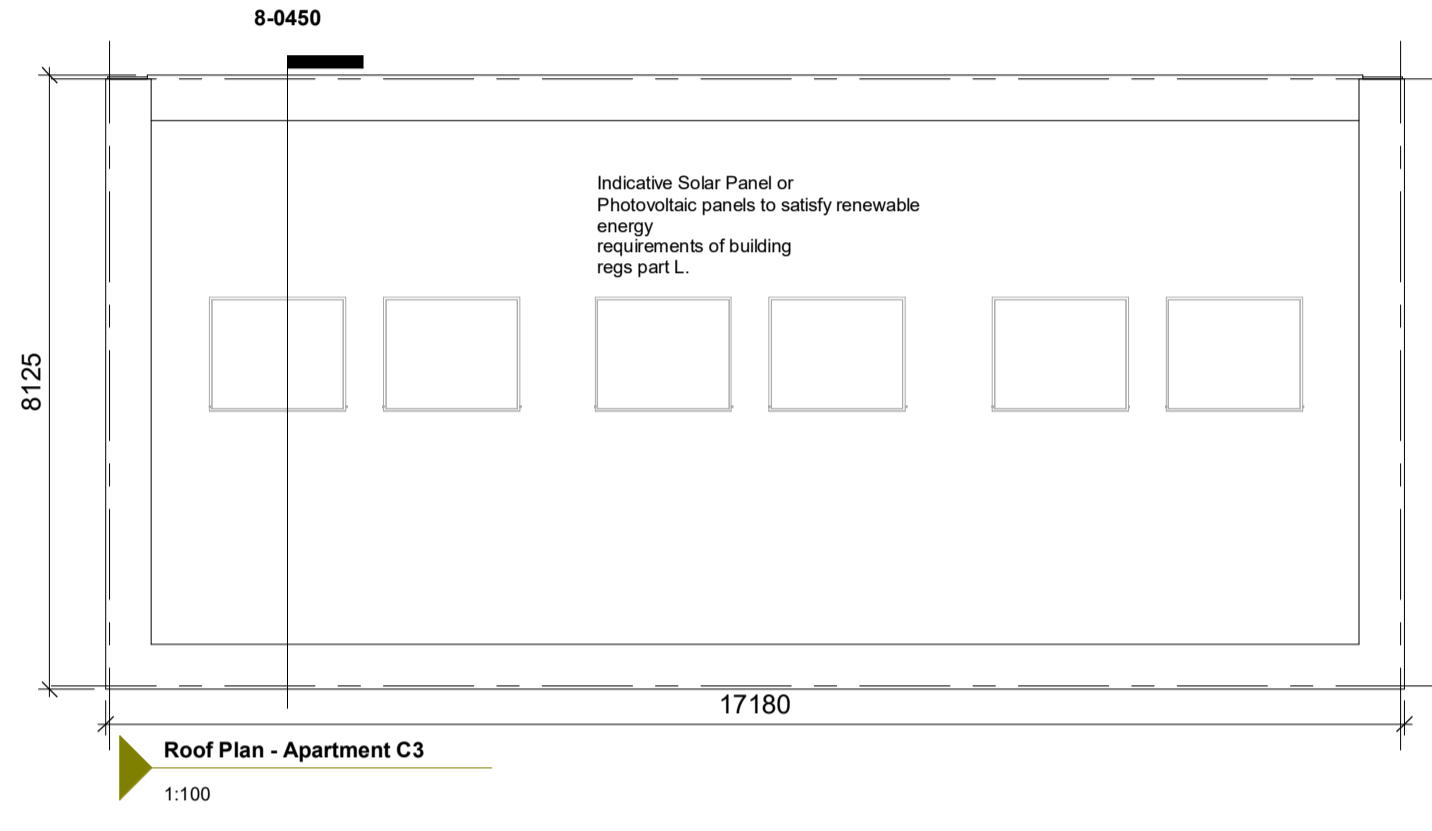 8-0450
Indicative Solar Panel or
Photovoltaic panels to satisfy renewable
energy
requirements of building
regs part L.
8125
17180
Roof Plan - Apartment C3
1:100